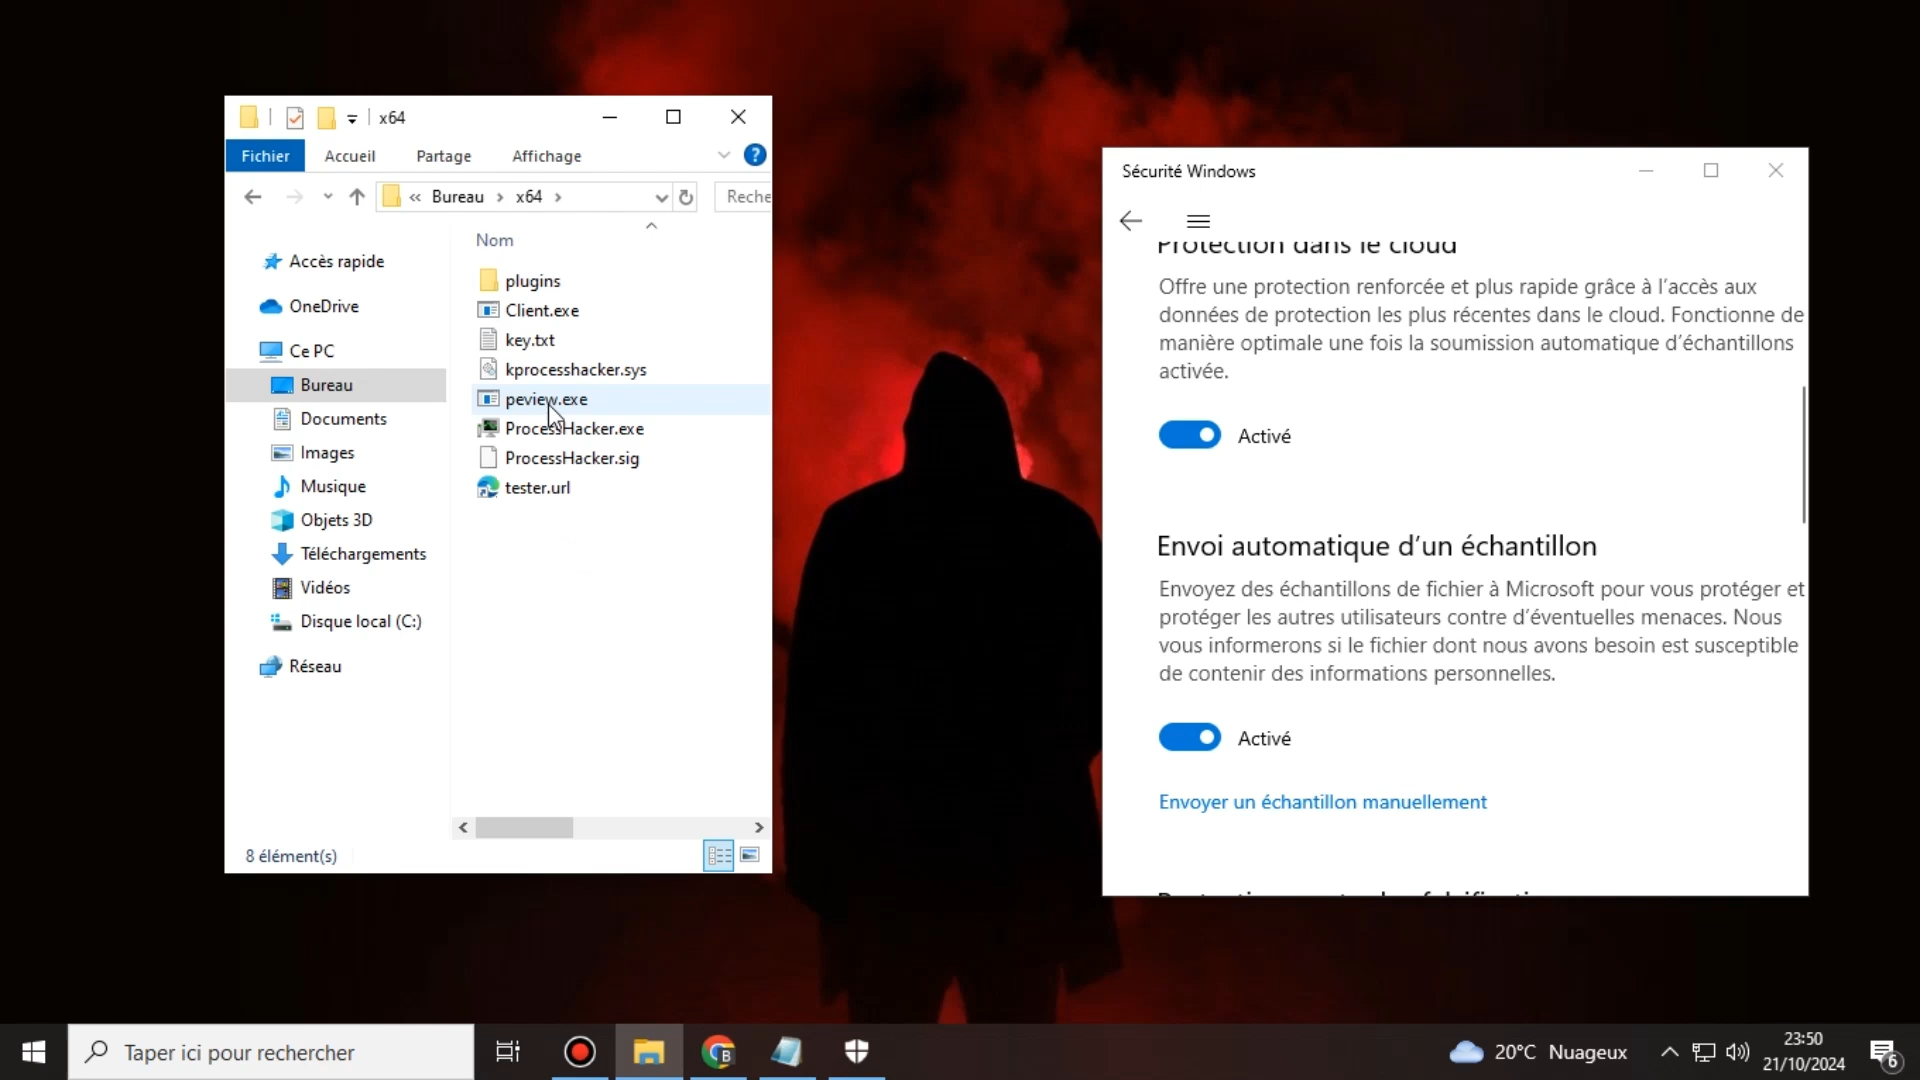 x64
Fichier
Accueil
Partage
Affichage
?
« Bureau > x64 >
Reche
Nom
Accès rapide
OneDrive
Ce PC
Bureau
Documents
Images
Musique
Objets 3D
Téléchargements
Vidéos
Disque local (C:)
Réseau
plugins
Client.exe
key.txt
kprocesshacker.sys
peview.exe
ProcessHacker.exe
ProcessHacker.sig
tester.url
8 élément(s)
Sécurité Windows
Protection dans le cloud
Offre une protection renforcée et plus rapide grâce à l’accès aux
données de protection les plus récentes dans le cloud. Fonctionne de
manière optimale une fois la soumission automatique d’échantillons
activée.
Activé
Envoi automatique d’un échantillon
Envoyez des échantillons de fichier à Microsoft pour vous protéger et
protéger les autres utilisateurs contre d’éventuelles menaces. Nous
vous informerons si le fichier dont nous avons besoin est susceptible
de contenir des informations personnelles.
Activé
Envoyer un échantillon manuellement
Taper ici pour rechercher
B
20°C Nuageux
23:50
21/10/2024
6